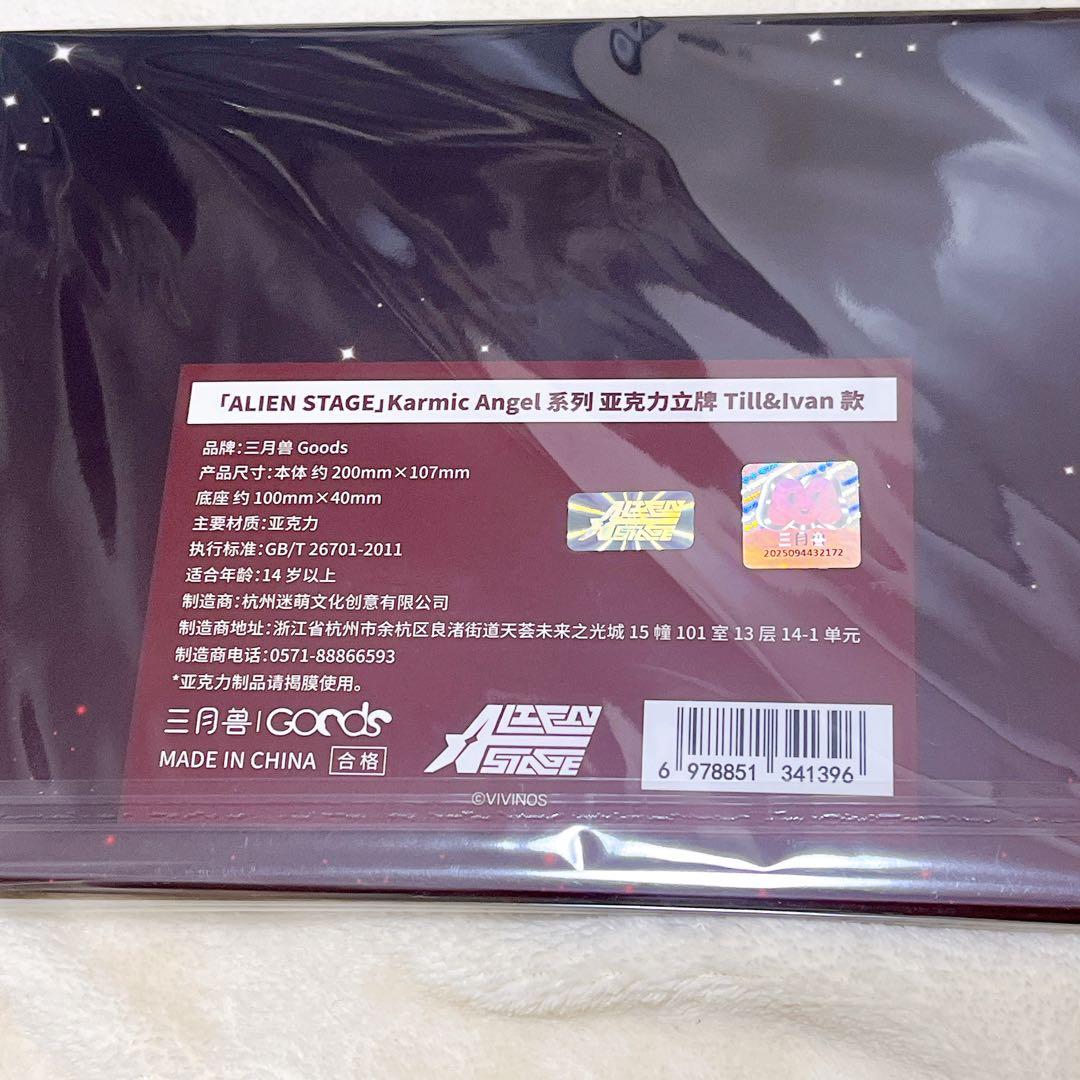 「ALIEN STAGE」Karmic Angel 系列 亚克力立牌 Till&Ivan 款
品牌：三月兽 Goods
产品尺寸：本体 约 200mm×107mm
底座 约 100mm×40mm
主要材质：亚克力
执行标准：GB/T 26701-2011
适合年龄：14 岁以上
制造商：杭州迷萌文化创意有限公司
制造商地址：浙江省杭州市余杭区良渚街道天荟未来之光城 15 幢 101 室 13 层 14-1 单元
制造商电话：0571-88866593
*亚克力制品请揭膜使用。
ALIEN STAGE
三月兽
2025094432172
三月兽 | Goods
MADE IN CHINA 合格
ALIEN
STAGE
6 978851 341396
©VIVINOS